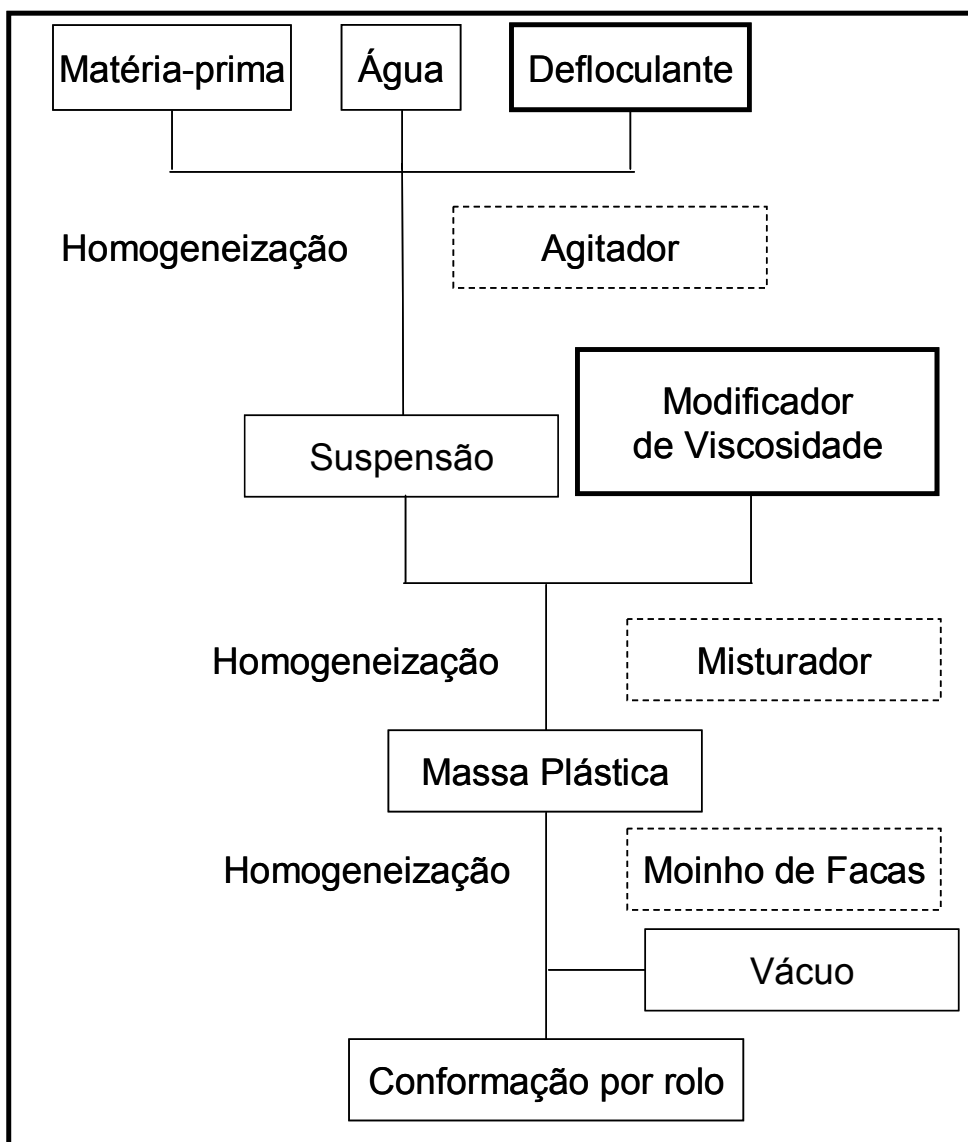 Matéria-prima
Água
Defloculante
Homogeneização
Agitador
Modificador
de Viscosidade
Suspensão
Homogeneização
Misturador
Massa Plástica
Homogeneização
Moinho de Facas
Vácuo
Conformação por rolo